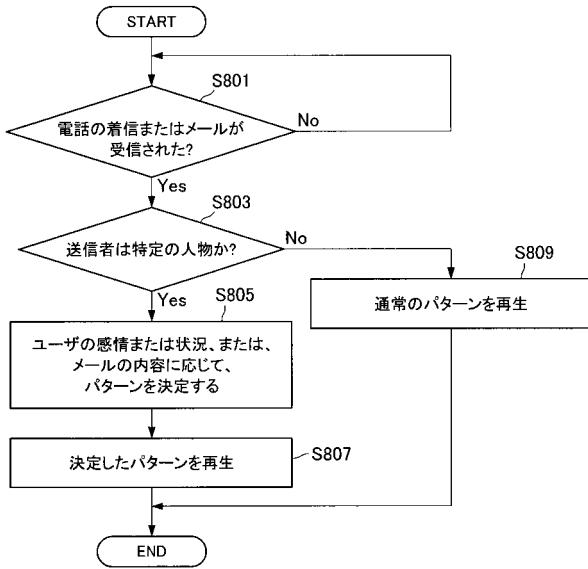 START
S801
電話の着信またはメールが
受信された?
No
Yes
S803
送信者は特定の人物か?
No
Yes
S809
通常のパターンを再生
S805
ユーザの感情または状況、または、
メールの内容に応じて、
パターンを決定する
決定したパターンを再生
S807
END